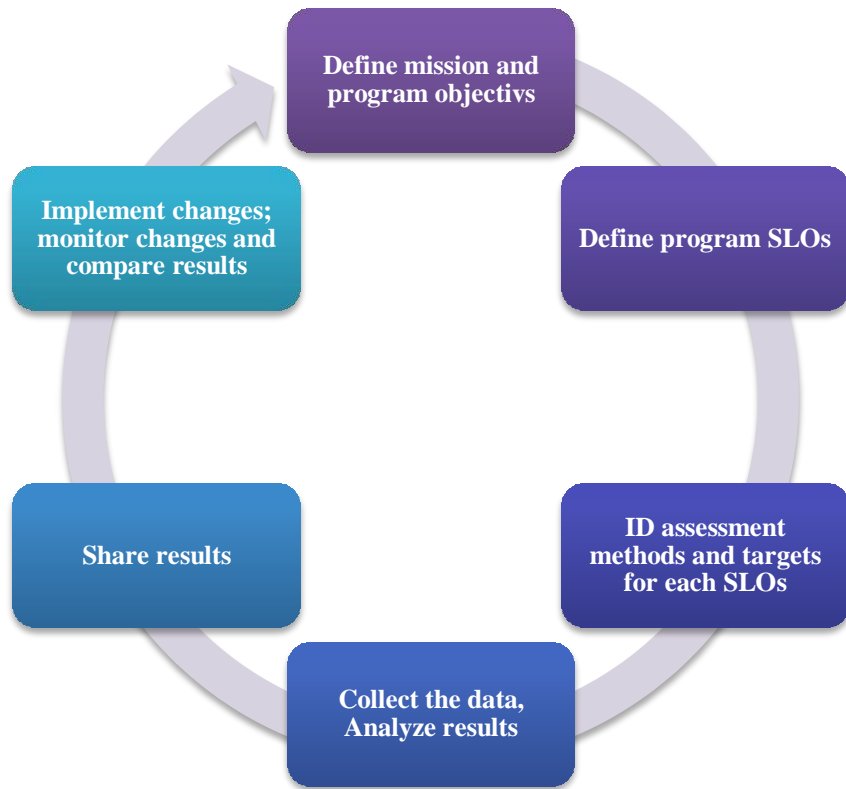 Define mission and
program objectivs
Define program SLOs
ID assessment
methods and targets
for each SLOs
Collect the data,
Analyze results
Share results
Implement changes;
monitor changes and
compare results